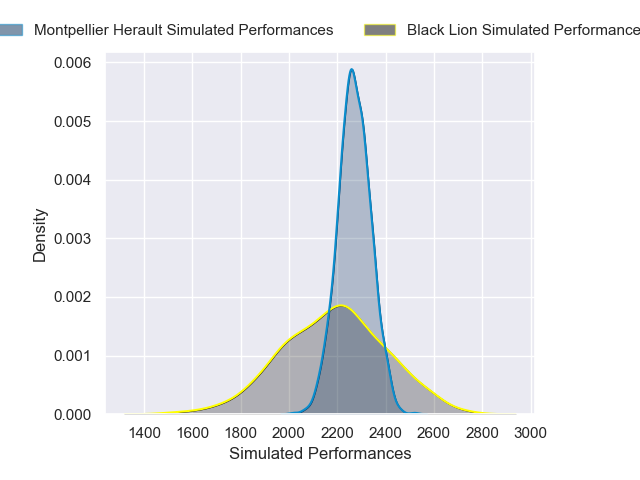 Montpellier Herault Simulated Performances
Black Lion Simulated Performance
0.006
0.005
0.004
0.003
0.002
0.001
0.000
Density
1400 1600 1800 2000 2200 2400 2600 2800 3000
Simulated Performances